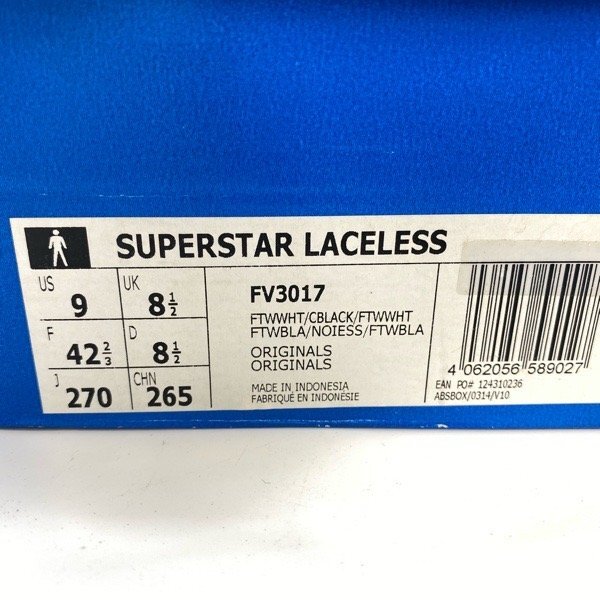 SUPERSTAR LACELESS
US 9 UK 8½
F 42⅔ D 8½
J 270 CHN 265
FV3017
FTWWHT/CBLACK/FTWWHT
FTWBLA/NOIESS/FTWBLA
ORIGINALS
ORIGINALS
MADE IN INDONESIA
FABRIQUÉ EN INDONÉSIE
4 062056 589027
EAN PO# 124310236
ABSBOX/0314/V10